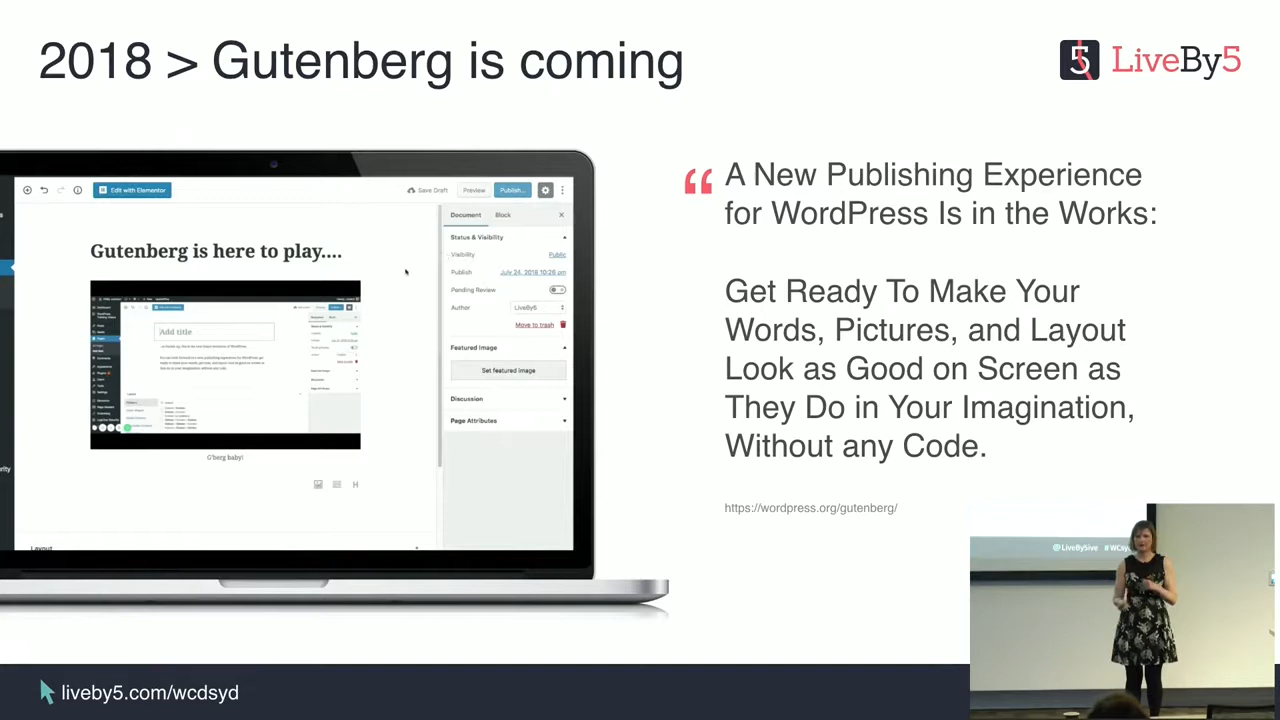 2018 > Gutenberg is coming
5 LiveBy5
Edit with Elementor
Save Draft
Preview
Publish...
Document
Block
Gutenberg is here to play....
Status & Visibility
Visibility
Public
Publish
July 24, 2018 10:26 pm
Pending Review
Author
LiveBy5
Move to trash
Featured Image
Set featured image
Discussion
Page Attributes
Add title
G'berg baby!
H
Layout
“ A New Publishing Experience
for WordPress Is in the Works:
Get Ready To Make Your
Words, Pictures, and Layout
Look as Good on Screen as
They Do in Your Imagination,
Without any Code.
https://wordpress.org/gutenberg/
@LiveBy5ive
liveby5.com/wcdsyd